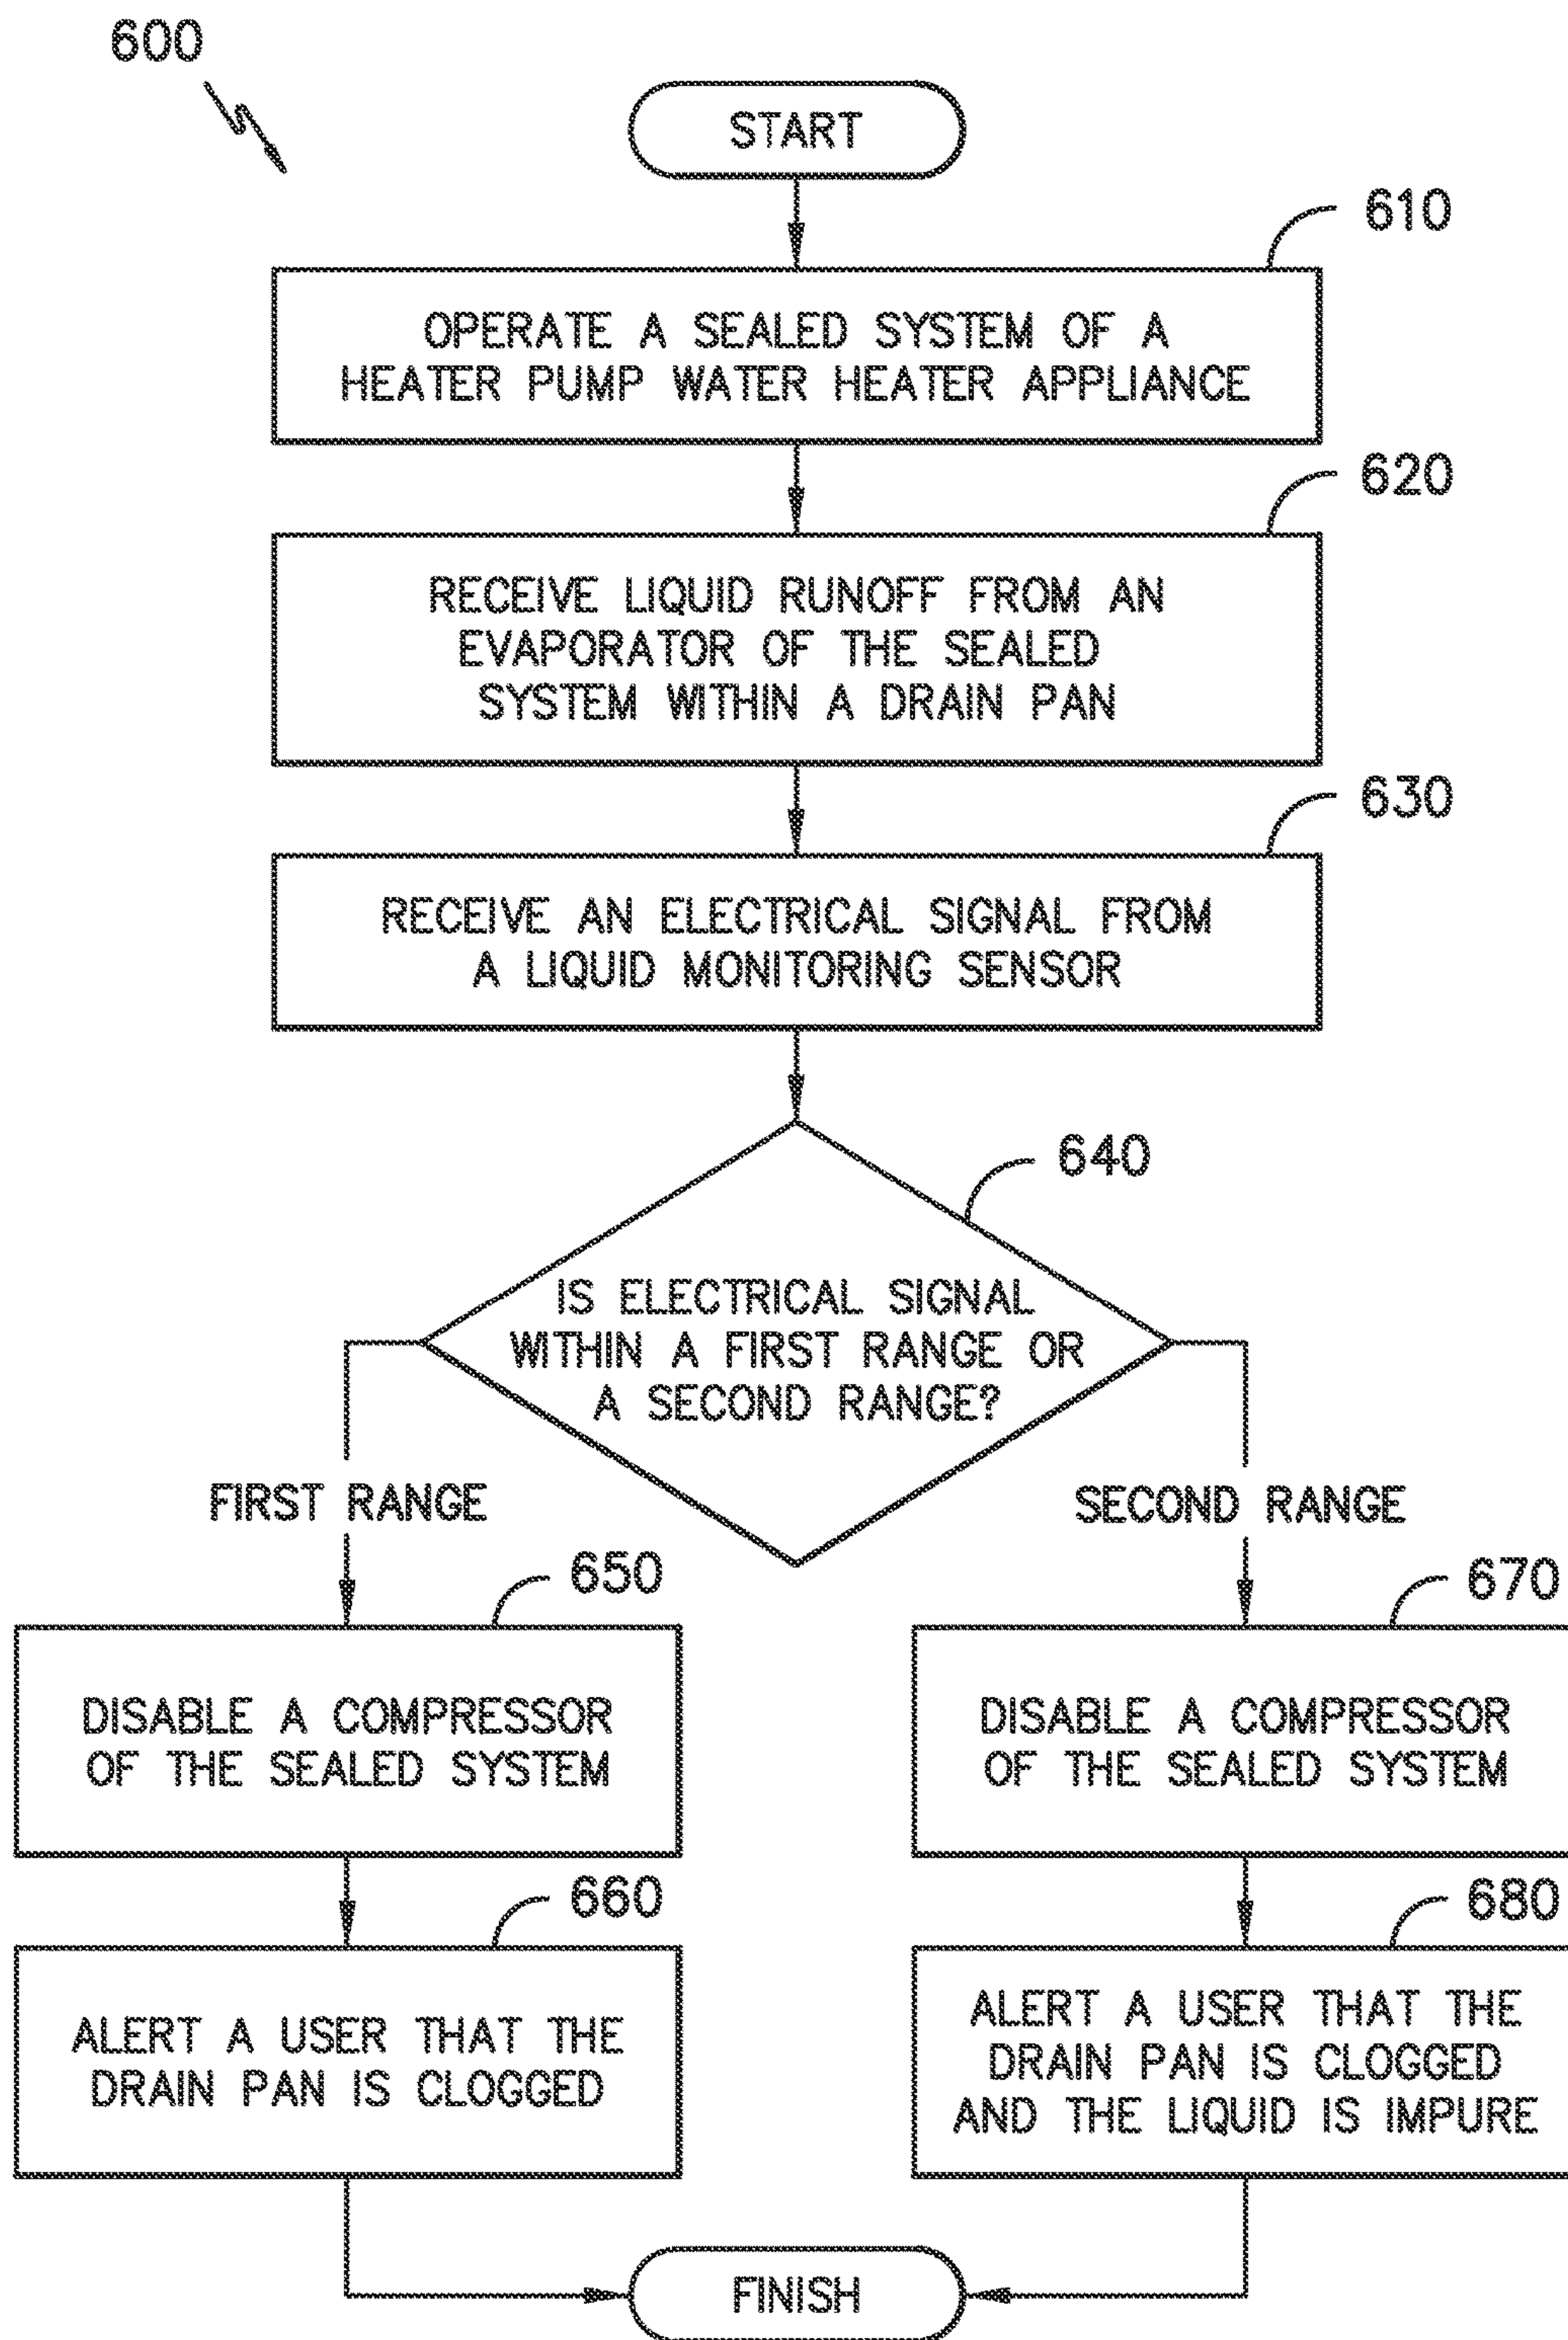 600
START
610
OPERATE A SEALED SYSTEM OF A
HEATER PUMP WATER HEATER APPLIANCE
620
RECEIVE LIQUID RUNOFF FROM AN
EVAPORATOR OF THE SEALED
SYSTEM WITHIN A DRAIN PAN
630
RECEIVE AN ELECTRICAL SIGNAL FROM
A LIQUID MONITORING SENSOR
640
IS ELECTRICAL SIGNAL
WITHIN A FIRST RANGE OR
A SECOND RANGE?
FIRST RANGE
650
DISABLE A COMPRESSOR
OF THE SEALED SYSTEM
660
ALERT A USER THAT THE
DRAIN PAN IS CLOGGED
SECOND RANGE
670
DISABLE A COMPRESSOR
OF THE SEALED SYSTEM
680
ALERT A USER THAT THE
DRAIN PAN IS CLOGGED
AND THE LIQUID IS IMPURE
FINISH